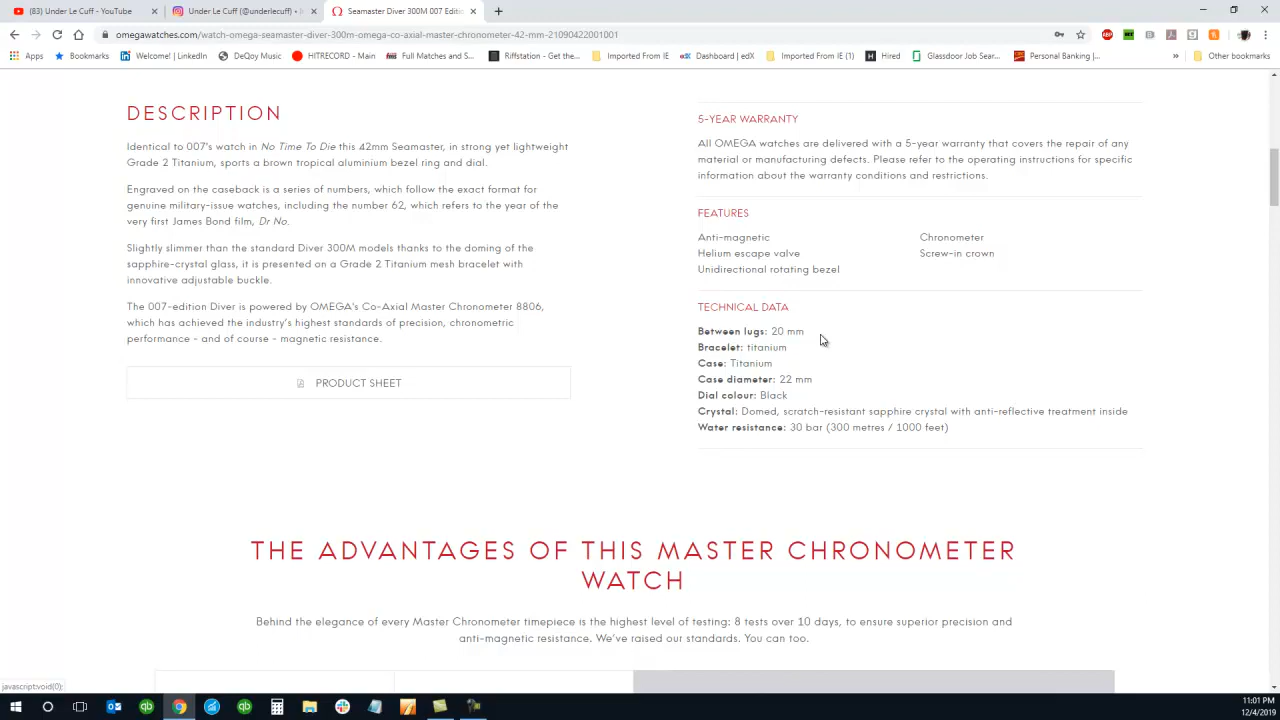 (83) Under Le Cuff - YouTube
Under Le Cuff (@underlecuff) • I
Seamaster Diver 300M 007 Editi
omegawatches.com/watch-omega-seamaster-diver-300m-omega-co-axial-master-chronometer-42-mm-21090422001001
Apps
Bookmarks
Welcome! | LinkedIn
DeQoy Music
HITRECORD - Main
Full Matches and S...
Riffstation - Get the...
Imported From IE
Dashboard | edX
Imported From IE (1)
Hired
Glassdoor Job Sear...
Personal Banking |...
»
Other bookmarks
DESCRIPTION
Identical to 007's watch in No Time To Die this 42mm Seamaster, in strong yet lightweight
Grade 2 Titanium, sports a brown tropical aluminium bezel ring and dial.
Engraved on the caseback is a series of numbers, which follow the exact format for
genuine military-issue watches, including the number 62, which refers to the year of the
very first James Bond film, Dr No.
Slightly slimmer than the standard Diver 300M models thanks to the doming of the
sapphire-crystal glass, it is presented on a Grade 2 Titanium mesh bracelet with
innovative adjustable buckle.
The 007-edition Diver is powered by OMEGA's Co-Axial Master Chronometer 8806,
which has achieved the industry's highest standards of precision, chronometric
performance - and of course - magnetic resistance.
PRODUCT SHEET
5-YEAR WARRANTY
All OMEGA watches are delivered with a 5-year warranty that covers the repair of any
material or manufacturing defects. Please refer to the operating instructions for specific
information about the warranty conditions and restrictions.
FEATURES
Anti-magnetic
Chronometer
Helium escape valve
Screw-in crown
Unidirectional rotating bezel
TECHNICAL DATA
Between lugs: 20 mm
Bracelet: titanium
Case: Titanium
Case diameter: 22 mm
Dial colour: Black
Crystal: Domed, scratch-resistant sapphire crystal with anti-reflective treatment inside
Water resistance: 30 bar (300 metres / 1000 feet)
THE ADVANTAGES OF THIS MASTER CHRONOMETER
WATCH
Behind the elegance of every Master Chronometer timepiece is the highest level of testing: 8 tests over 10 days, to ensure superior precision and
anti-magnetic resistance. We've raised our standards. You can too.
javascript:void(0);
11:01 PM
12/4/2019